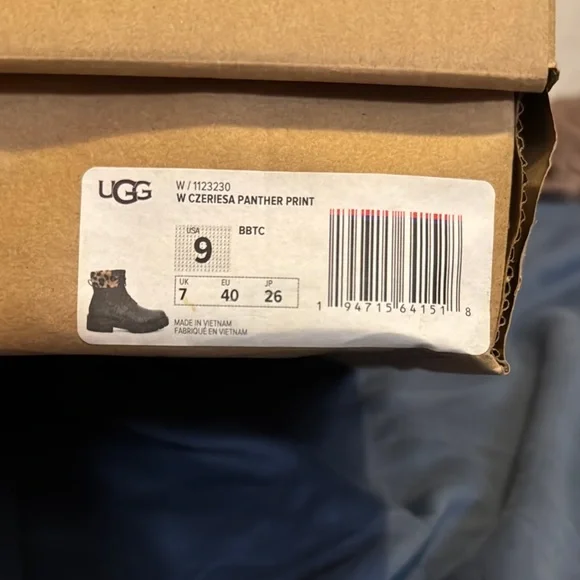 UGG
W / 1123230
W CZERIESA PANTHER PRINT
USA
9
BBTC
UK EU JP
7 40 26
MADE IN VIETNAM
FABRIQUÉ EN VIETNAM
1 94715 64151 8